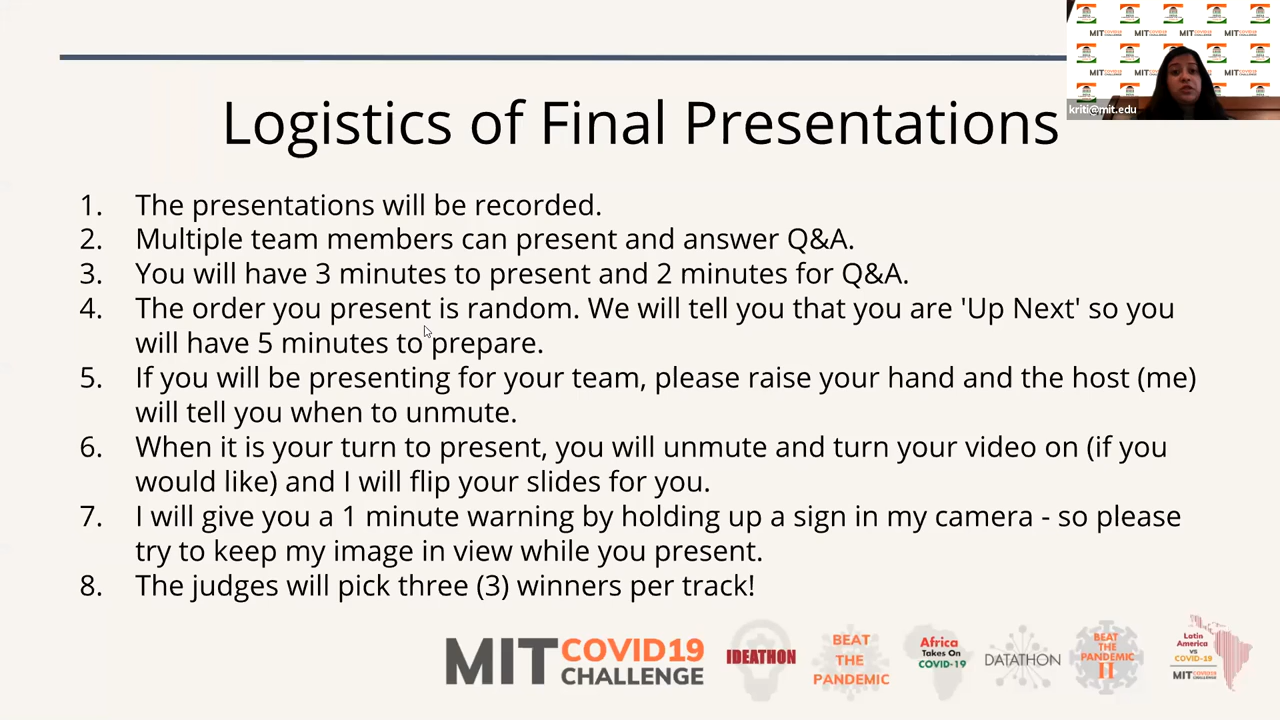 Logistics of Final Presentations
1. The presentations will be recorded.
2. Multiple team members can present and answer Q&A.
3. You will have 3 minutes to present and 2 minutes for Q&A.
4. The order you present is random. We will tell you that you are 'Up Next' so you
will have 5 minutes to prepare.
5. If you will be presenting for your team, please raise your hand and the host (me)
will tell you when to unmute.
6. When it is your turn to present, you will unmute and turn your video on (if you
would like) and I will flip your slides for you.
7. I will give you a 1 minute warning by holding up a sign in my camera - so please
try to keep my image in view while you present.
8. The judges will pick three (3) winners per track!
kriti@mit.edu
MIT COVID19
CHALLENGE
IDEATHON
BEAT
THE
PANDEMIC
Africa
Takes On
COVID-19
DATATHON
BEAT
THE
PANDEMIC
II
Latin
America
vs
COVID-19
MIT COVID19
CHALLENGE